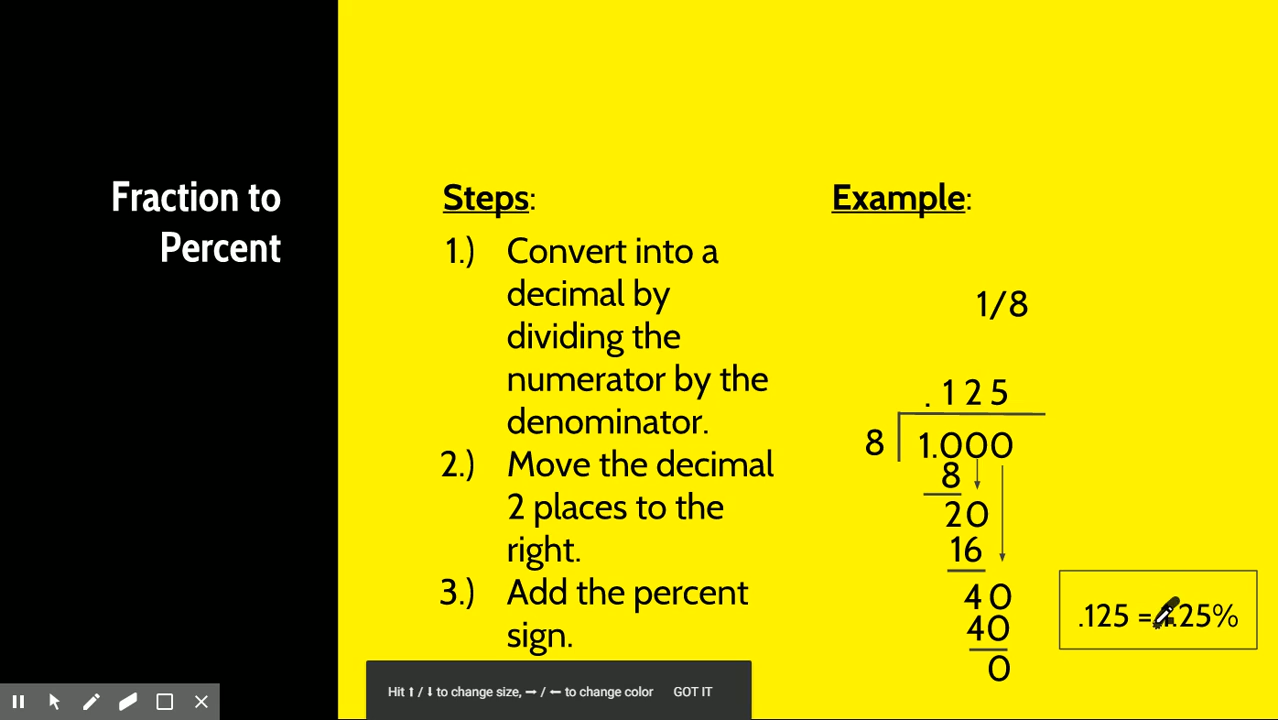 Fraction to
Percent
Steps:
1.) Convert into a
decimal by
dividing the
numerator by the
denominator.
2.) Move the decimal
2 places to the
right.
3.) Add the percent
sign.
Example:
1/8
.125
8 1.000
8
20
16
40
40
0
.125 =
Hit ⬆ / ⬇ to change size, ➡ / ⬅ to change color GOT IT